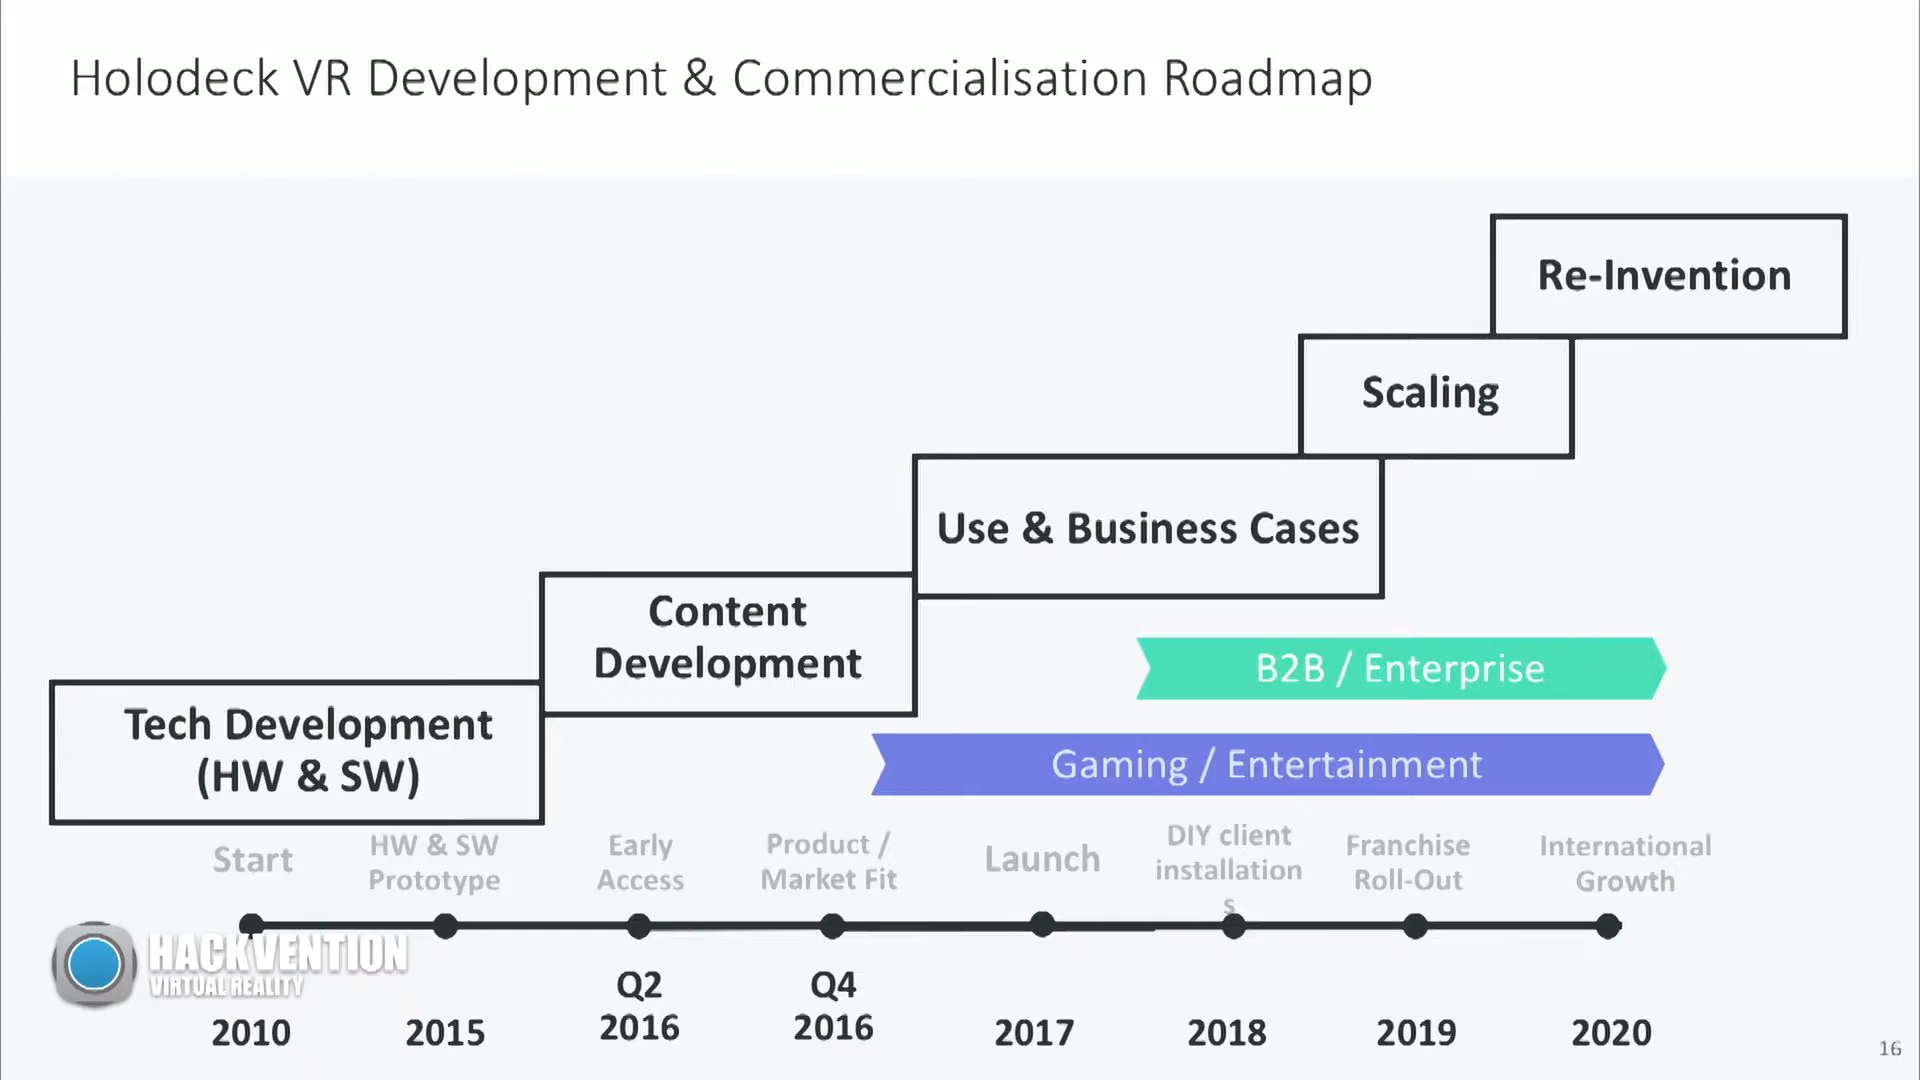 Holodeck VR Development & Commercialisation Roadmap
Re-Invention
Scaling
Use & Business Cases
Content
Development
Tech Development
(HW & SW)
B2B / Enterprise
Gaming / Entertainment
Start
HW & SW
Prototype
Early
Access
Product /
Market Fit
Launch
DIY client
installation
s
Franchise
Roll-Out
International
Growth
HACKVENTION
VIRTUAL REALITY
2010
2015
Q2
2016
Q4
2016
2017
2018
2019
2020
16